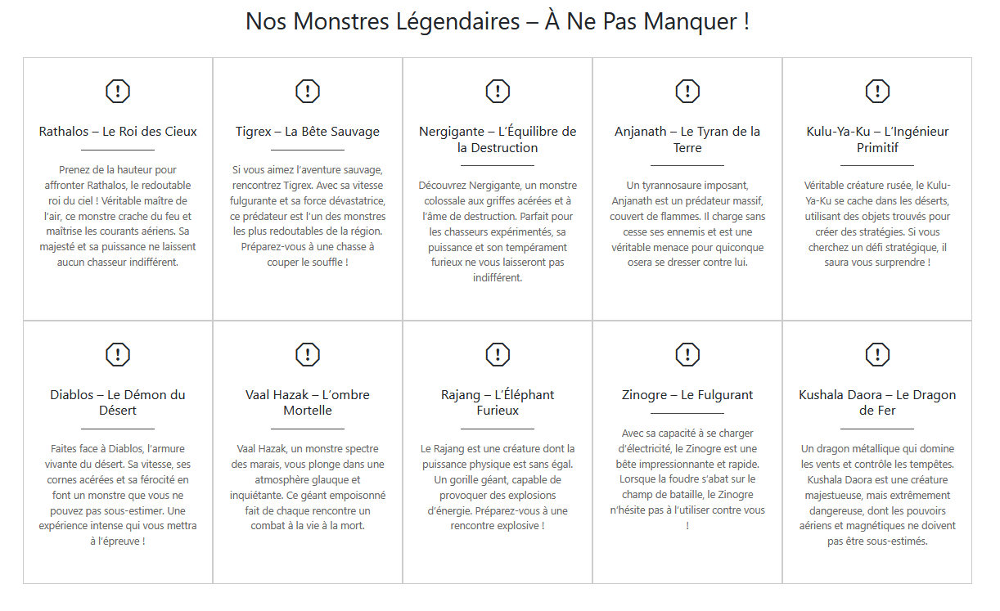 Nos Monstres Légendaires – À Ne Pas Manquer !
Rathalos – Le Roi des Cieux
Prenez de la hauteur pour
affronter Rathalos, le redoutable
roi du ciel ! Véritable maître de
l’air, ce monstre crache du feu et
maîtrise les courants aériens. Sa
majesté et sa puissance ne laissent
aucun chasseur indifférent.
Tigrex – La Bête Sauvage
Si vous aimez l’aventure sauvage,
rencontrez Tigrex. Avec sa vitesse
fulgurante et sa force dévastatrice,
ce prédateur est l’un des monstres
les plus redoutables de la région.
Préparez-vous à une chasse à
couper le souffle !
Nergigante – L’Équilibre de
la Destruction
Découvrez Nergigante, un monstre
colossale aux griffes acérées et à
l’âme de destruction. Parfait pour
les chasseurs expérimentés, sa
puissance et son tempérament
furieux ne vous laisseront pas
indifférent.
Anjanath – Le Tyran de la
Terre
Un tyrannosaure imposant,
Anjanath est un prédateur massif,
couvert de flammes. Il charge sans
cesse ses ennemis et est une
véritable menace pour quiconque
osera se dresser contre lui.
Kulu-Ya-Ku – L’Ingénieur
Primitif
Véritable créature rusée, le Kulu-
Ya-Ku se cache dans les déserts,
utilisant des objets trouvés pour
créer des stratégies. Si vous
cherchez un défi stratégique, il
saura vous surprendre !
Diablos – Le Démon du
Désert
Faites face à Diablos, l’armure
vivante du désert. Sa vitesse, ses
cornes acérées et sa férocité en
font un monstre que vous ne
pouvez pas sous-estimer. Une
expérience intense qui vous mettra
à l’épreuve !
Vaal Hazak – L’ombre
Mortelle
Vaal Hazak, un monstre spectre
des marais, vous plonge dans une
atmosphère glauque et
inquiétante. Ce géant empoisonné
fait de chaque rencontre un
combat à la vie à la mort.
Rajang – L’Éléphant
Furieux
Le Rajang est une créature dont la
puissance physique est sans égal.
Un gorille géant, capable de
provoquer des explosions
d’énergie. Préparez-vous à une
rencontre explosive !
Zinogre – Le Fulgurant
Avec sa capacité à se charger
d’électricité, le Zinogre est une
bête impressionnante et rapide.
Lorsque la foudre s’abat sur le
champ de bataille, le Zinogre
n’hésite pas à l’utiliser contre vous
!
Kushala Daora – Le Dragon
de Fer
Un dragon métallique qui domine
les vents et contrôle les tempêtes.
Kushala Daora est une créature
majestueuse, mais extrêmement
dangereuse, dont les pouvoirs
aériens et magnétiques ne doivent
pas être sous-estimés.